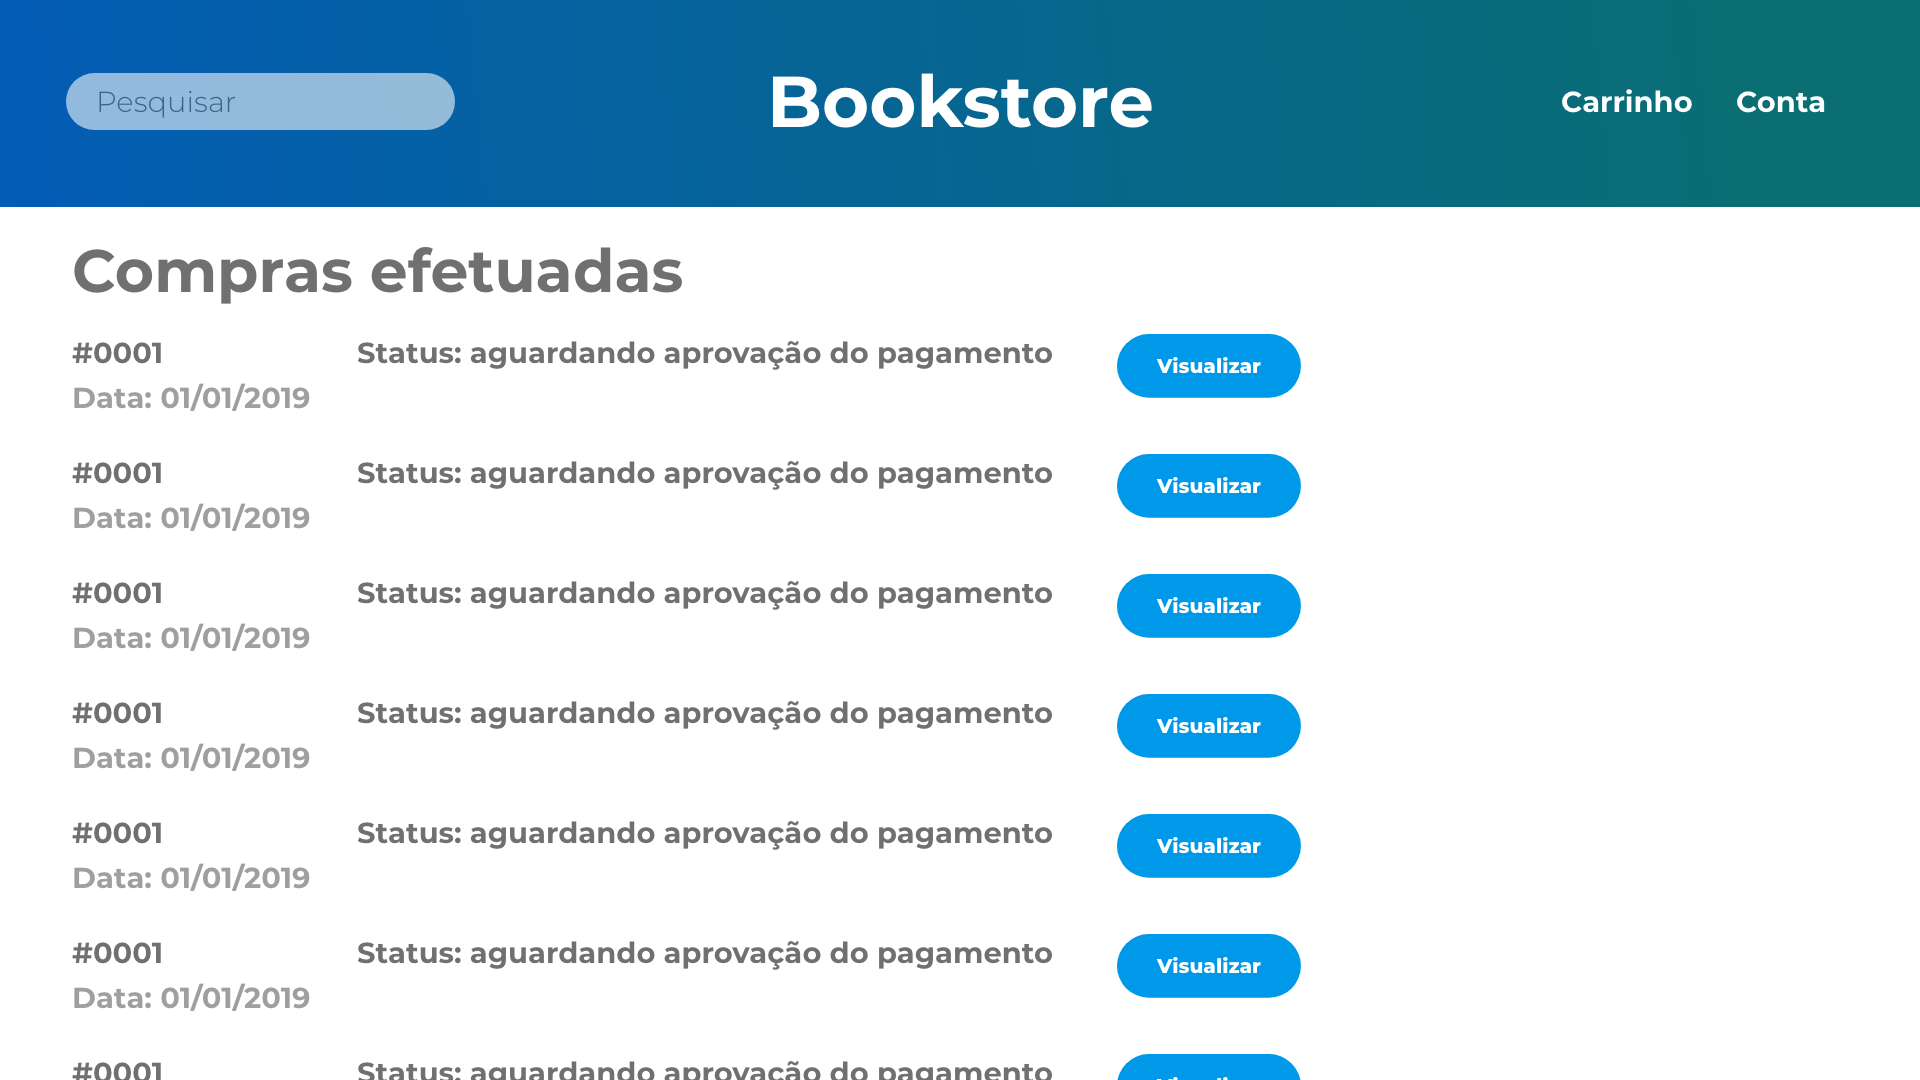 Pesquisar
Bookstore
Carrinho Conta
Compras efetuadas
#0001 Status: aguardando aprovação do pagamento Visualizar
Data: 01/01/2019
#0001 Status: aguardando aprovação do pagamento Visualizar
Data: 01/01/2019
#0001 Status: aguardando aprovação do pagamento Visualizar
Data: 01/01/2019
#0001 Status: aguardando aprovação do pagamento Visualizar
Data: 01/01/2019
#0001 Status: aguardando aprovação do pagamento Visualizar
Data: 01/01/2019
#0001 Status: aguardando aprovação do pagamento Visualizar
Data: 01/01/2019
#0001 Status: aguardando aprovação do pagamento